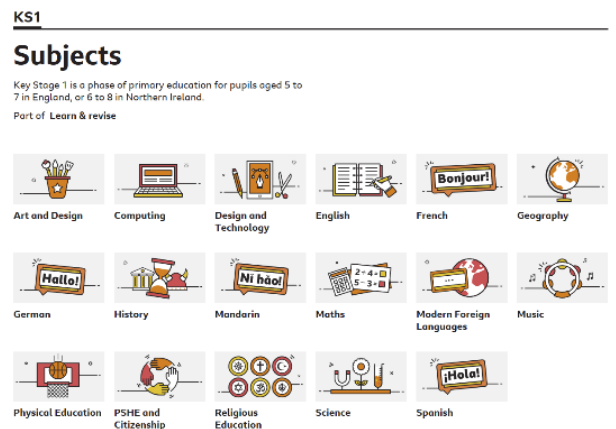 KS1
Subjects
Key Stage 1 is a phase of primary education for pupils aged 5 to
7 in England, or 6 to 8 in Northern Ireland.
Part of Learn & revise
Bonjour!
Art and Design
Computing
Design and
Technology
English
French
Geography
Hallo!
Nǐ hǎo!
2 ÷ 4 =
5 - 3 =
German
History
Mandarin
Maths
Modern Foreign
Languages
Music
¡Hola!
Physical Education
PSHE and
Citizenship
Religious
Education
Science
Spanish